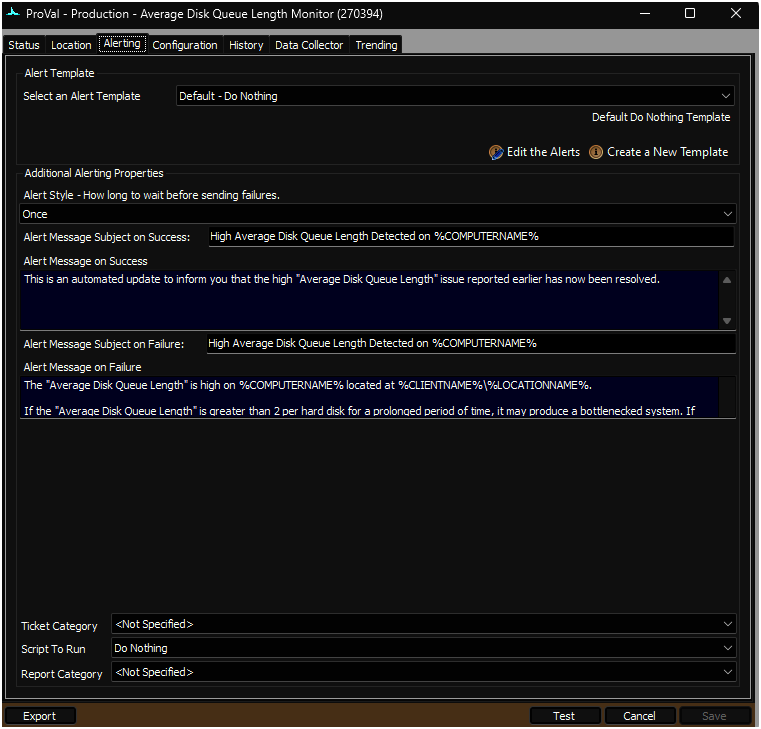 ProVal - Production - Average Disk Queue Length Monitor (270394)
Status Location Alerting Configuration History Data Collector Trending
Alert Template
Select an Alert Template Default - Do Nothing
Default Do Nothing Template
Edit the Alerts Create a New Template
Additional Alerting Properties
Alert Style - How long to wait before sending failures.
Once
Alert Message Subject on Success: High Average Disk Queue Length Detected on %COMPUTERNAME%
Alert Message on Success
This is an automated update to inform you that the high "Average Disk Queue Length" issue reported earlier has now been resolved.
Alert Message Subject on Failure: High Average Disk Queue Length Detected on %COMPUTERNAME%
Alert Message on Failure
The "Average Disk Queue Length" is high on %COMPUTERNAME% located at %CLIENTNAME%\%LOCATIONNAME%.
If the "Average Disk Queue Length" is greater than 2 per hard disk for a prolonged period of time, it may produce a bottlenecked system. If
Ticket Category <Not Specified>
Script To Run Do Nothing
Report Category <Not Specified>
Export Test Cancel Save